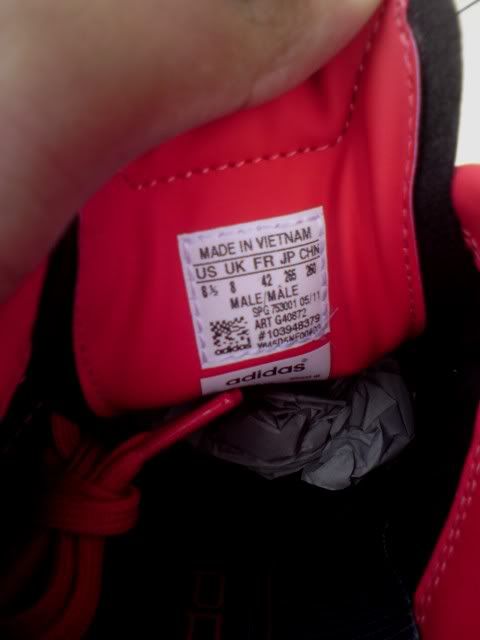 MADE IN VIETNAM
US UK FR JP CHN
8½ 8 42 265 260
MALE/MÂLE
SPG 753001 05/11
ART G40872
#103948379
adidas
adidas